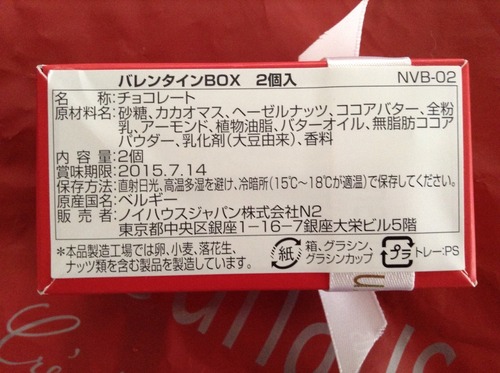 バレンタインBOX 2個入 NVB-02
名 称:チョコレート
原材料名:砂糖、カカオマス、ヘーゼルナッツ、ココアバター、全粉
乳、アーモンド、植物油脂、バターオイル、無脂肪ココア
パウダー、乳化剤(大豆由来)、香料
内 容 量:2個
賞味期限:2015.7.14
保存方法:直射日光、高温多湿を避け、冷暗所(15℃~18℃が適温)で保存してください。
原産国名:ベルギー
販 売 者:ノイハウスジャパン株式会社N2
東京都中央区銀座1-16-7銀座大栄ビル5階
*本品製造工場では卵、小麦、落花生、
ナッツ類を含む製品を製造しています。
紙 箱、グラシン、
グラシンカップ
プラ トレー:PS